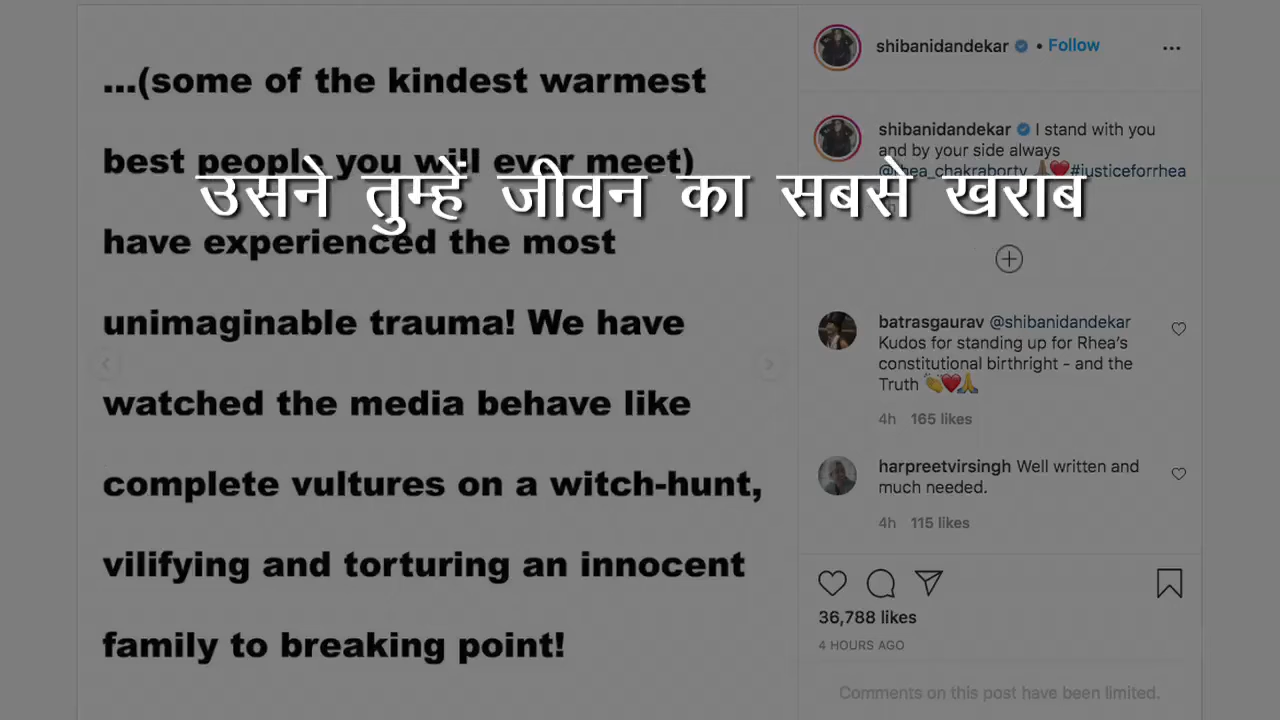 ...(some of the kindest warmest
best people you will ever meet)
have experienced the most
unimaginable trauma! We have
watched the media behave like
complete vultures on a witch-hunt,
vilifying and torturing an innocent
family to breaking point!
उसने तुम्हें जीवन का सबसे खराब
shibanidandekar • Follow
shibanidandekar I stand with you
and by your side always
@rhea_chakraborty 🙏❤️#justiceforrhea
batrasgaurav @shibanidandekar
Kudos for standing up for Rhea’s
constitutional birthright - and the
Truth 👏❤️🙏
4h 165 likes
harpreetvirsingh Well written and
much needed.
4h 115 likes
36,788 likes
4 HOURS AGO
Comments on this post have been limited.